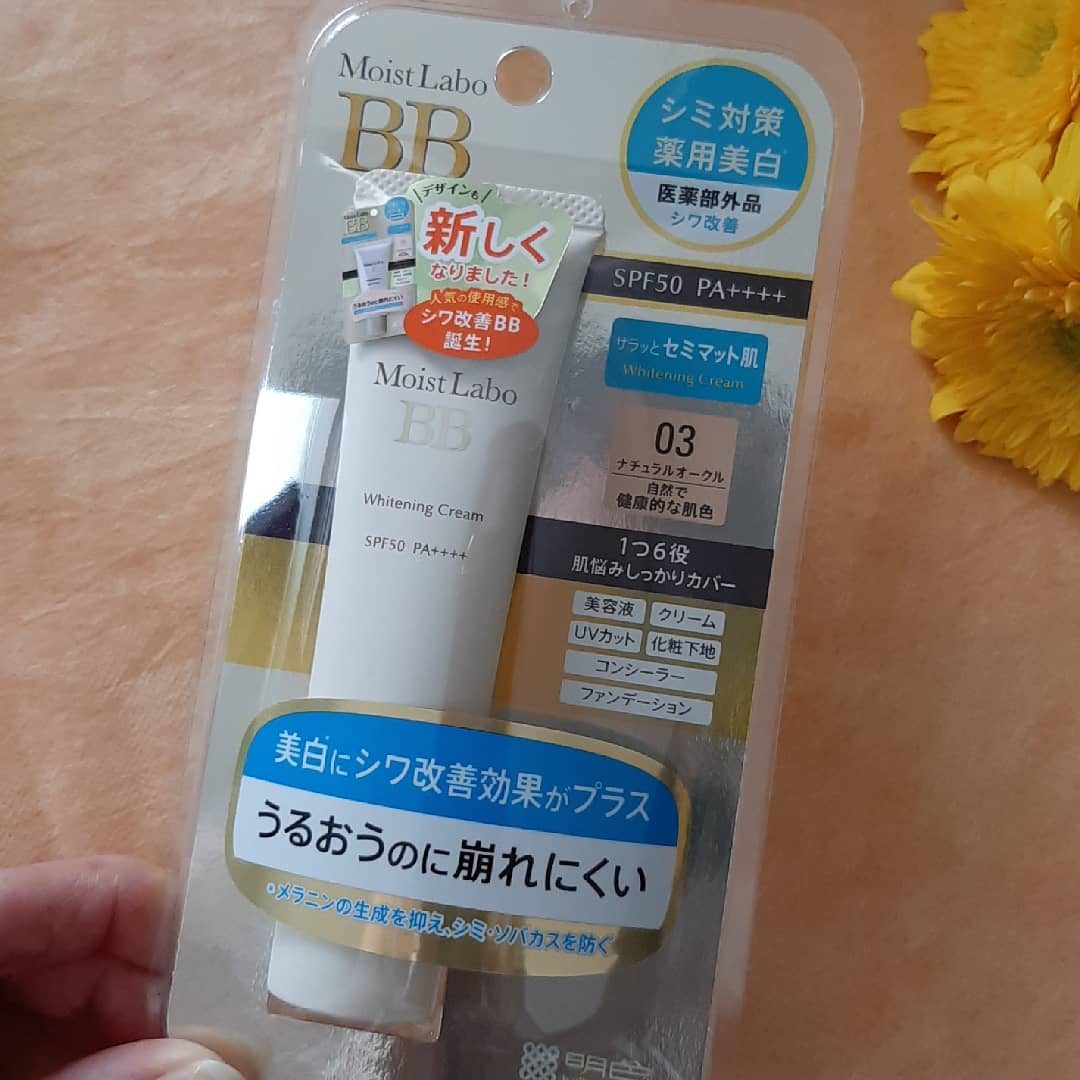 Moist Labo
BB
シミ対策
薬用美白
医薬部外品
シワ改善
SPF50 PA++++
デザインも
新しく
なりました!
人気の使用感で
シワ改善BB
誕生!
サラッとセミマット肌
Whitening Cream
03
ナチュラルオークル
自然で
健康的な肌色
Moist Labo
BB
Whitening Cream
SPF50 PA++++
1つ6役
肌悩みしっかりカバー
美容液 クリーム
UVカット 化粧下地
コンシーラー
ファンデーション
美白にシワ改善効果がプラス
うるおうのに崩れにくい
・メラニンの生成を抑え、シミ・ソバカスを防ぐ
明色